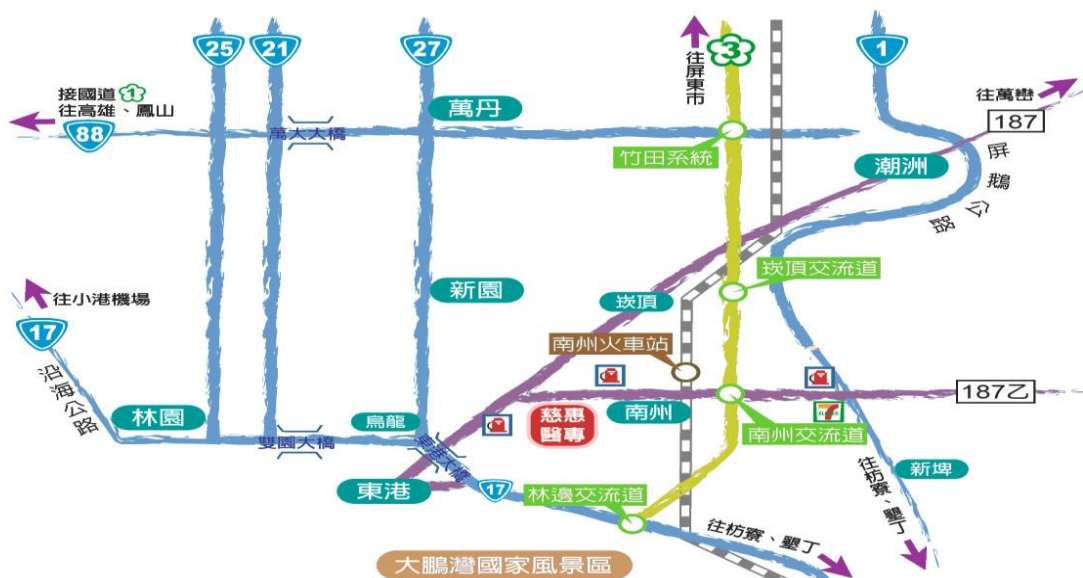 25
21
27
3
1
往屏東市
接國道1
往高雄、鳳山
88
萬大大橋
萬丹
竹田系統
往萬巒
187
屏鵝公路
潮洲
往小港機場
17
沿海公路
新園
崁頂
崁頂交流道
南州火車站
187乙
林園
雙園大橋
烏龍
東港大橋
慈惠
醫專
南州
7
南州交流道
東港
17
林邊交流道
新埤
往枋寮、墾丁
往枋寮、墾丁
大鵬灣國家風景區